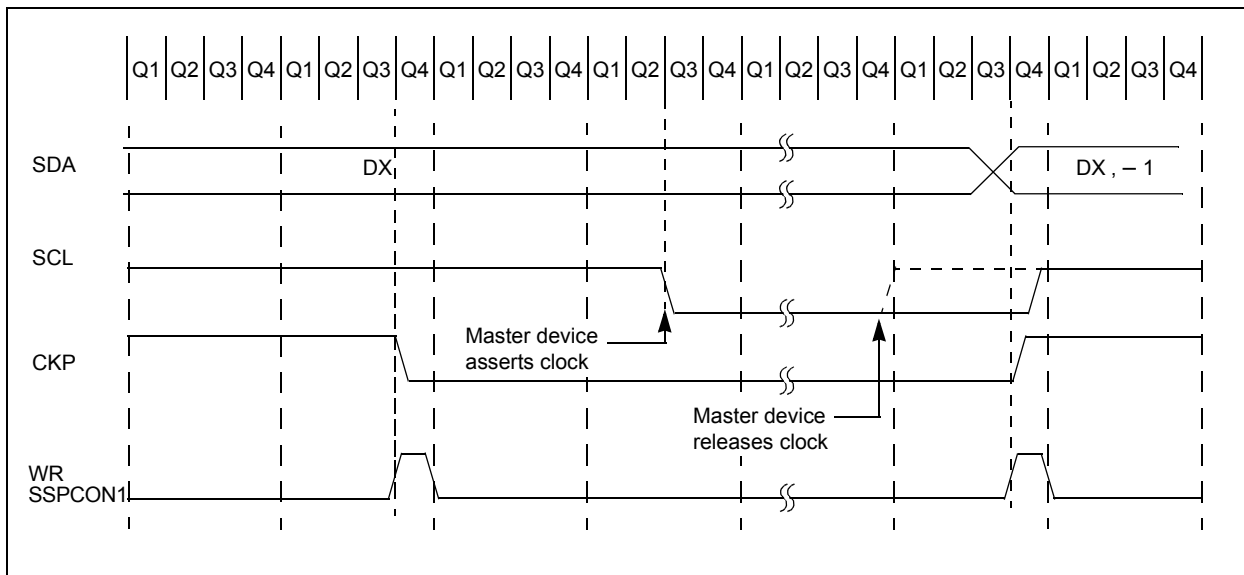 Q1 Q2 Q3 Q4 Q1 Q2 Q3 Q4 Q1 Q2 Q3 Q4 Q1 Q2 Q3 Q4 Q1 Q2 Q3 Q4 Q1 Q2 Q3 Q4 Q1 Q2 Q3 Q4
SDA
DX
DX , – 1
SCL
Master device
asserts clock
CKP
Master device
releases clock
WR
SSPCON1